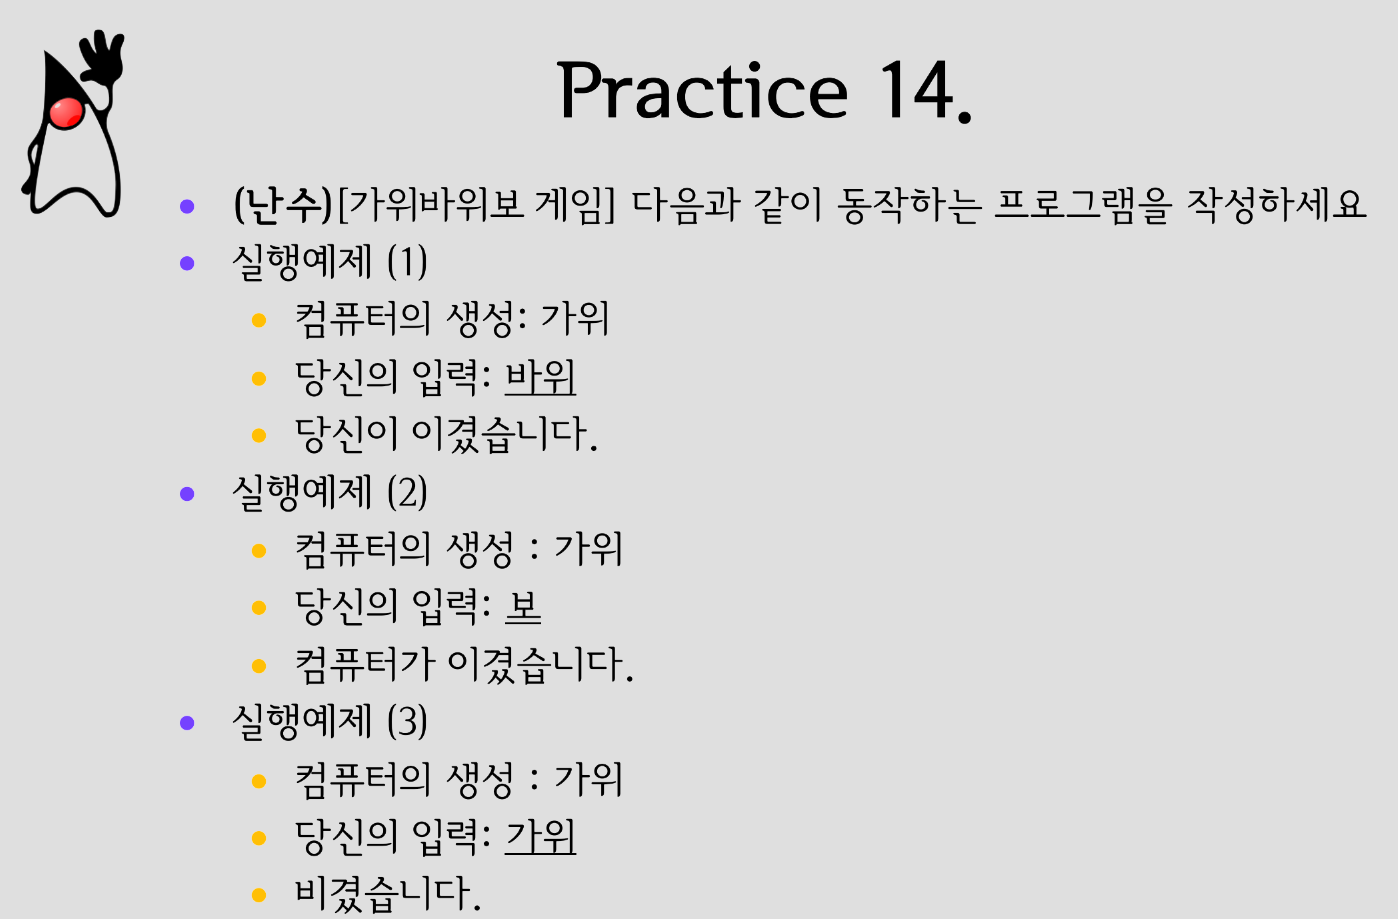 Practice 14.
(난수)[가위바위보 게임] 다음과 같이 동작하는 프로그램을 작성하세요
실행예제 (1)
컴퓨터의 생성: 가위
당신의 입력: 바위
당신이 이겼습니다.
실행예제 (2)
컴퓨터의 생성 : 가위
당신의 입력: 보
컴퓨터가 이겼습니다.
실행예제 (3)
컴퓨터의 생성 : 가위
당신의 입력: 가위
비겼습니다.